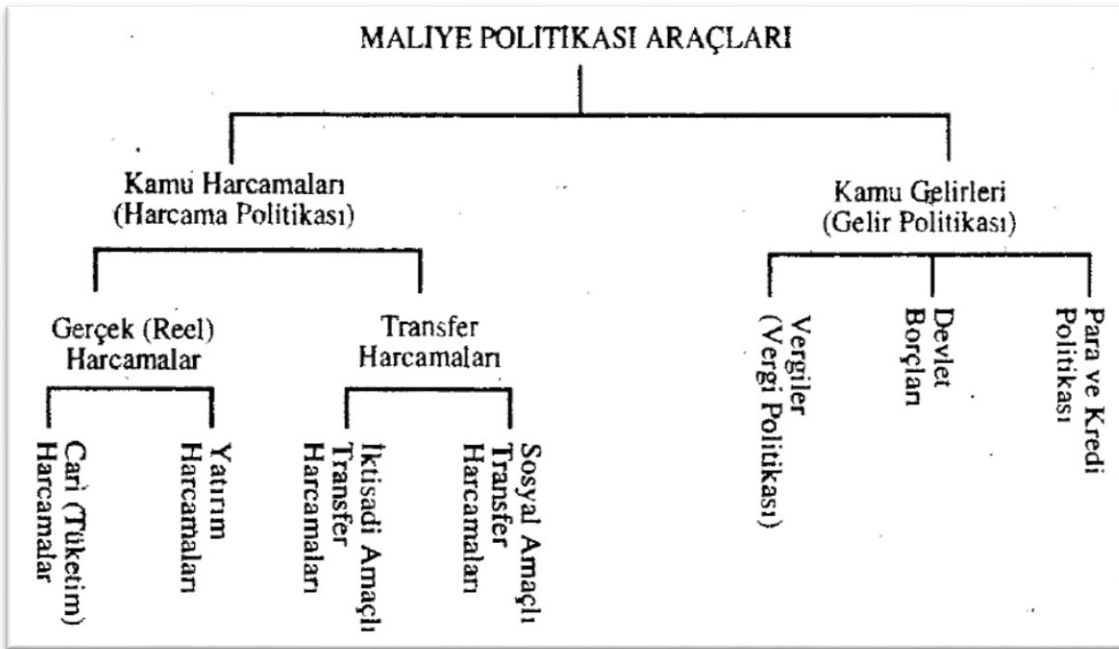 MALİYE POLİTİKASI ARAÇLARI
Kamu Harcamaları
(Harcama Politikası)
Kamu Gelirleri
(Gelir Politikası)
Gerçek (Reel)
Harcamalar
Transfer
Harcamaları
Vergiler
(Vergi Politikası)
Devlet
Borçları
Para ve Kredi
Politikası
Cari (Tüketim)
Harcamalar
Yatırım
Harcamaları
İktisadi Amaçlı
Transfer
Harcamaları
Sosyal Amaçlı
Transfer
Harcamaları